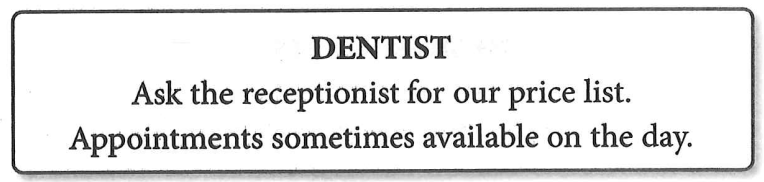 DENTIST
Ask the receptionist for our price list.
Appointments sometimes available on the day.